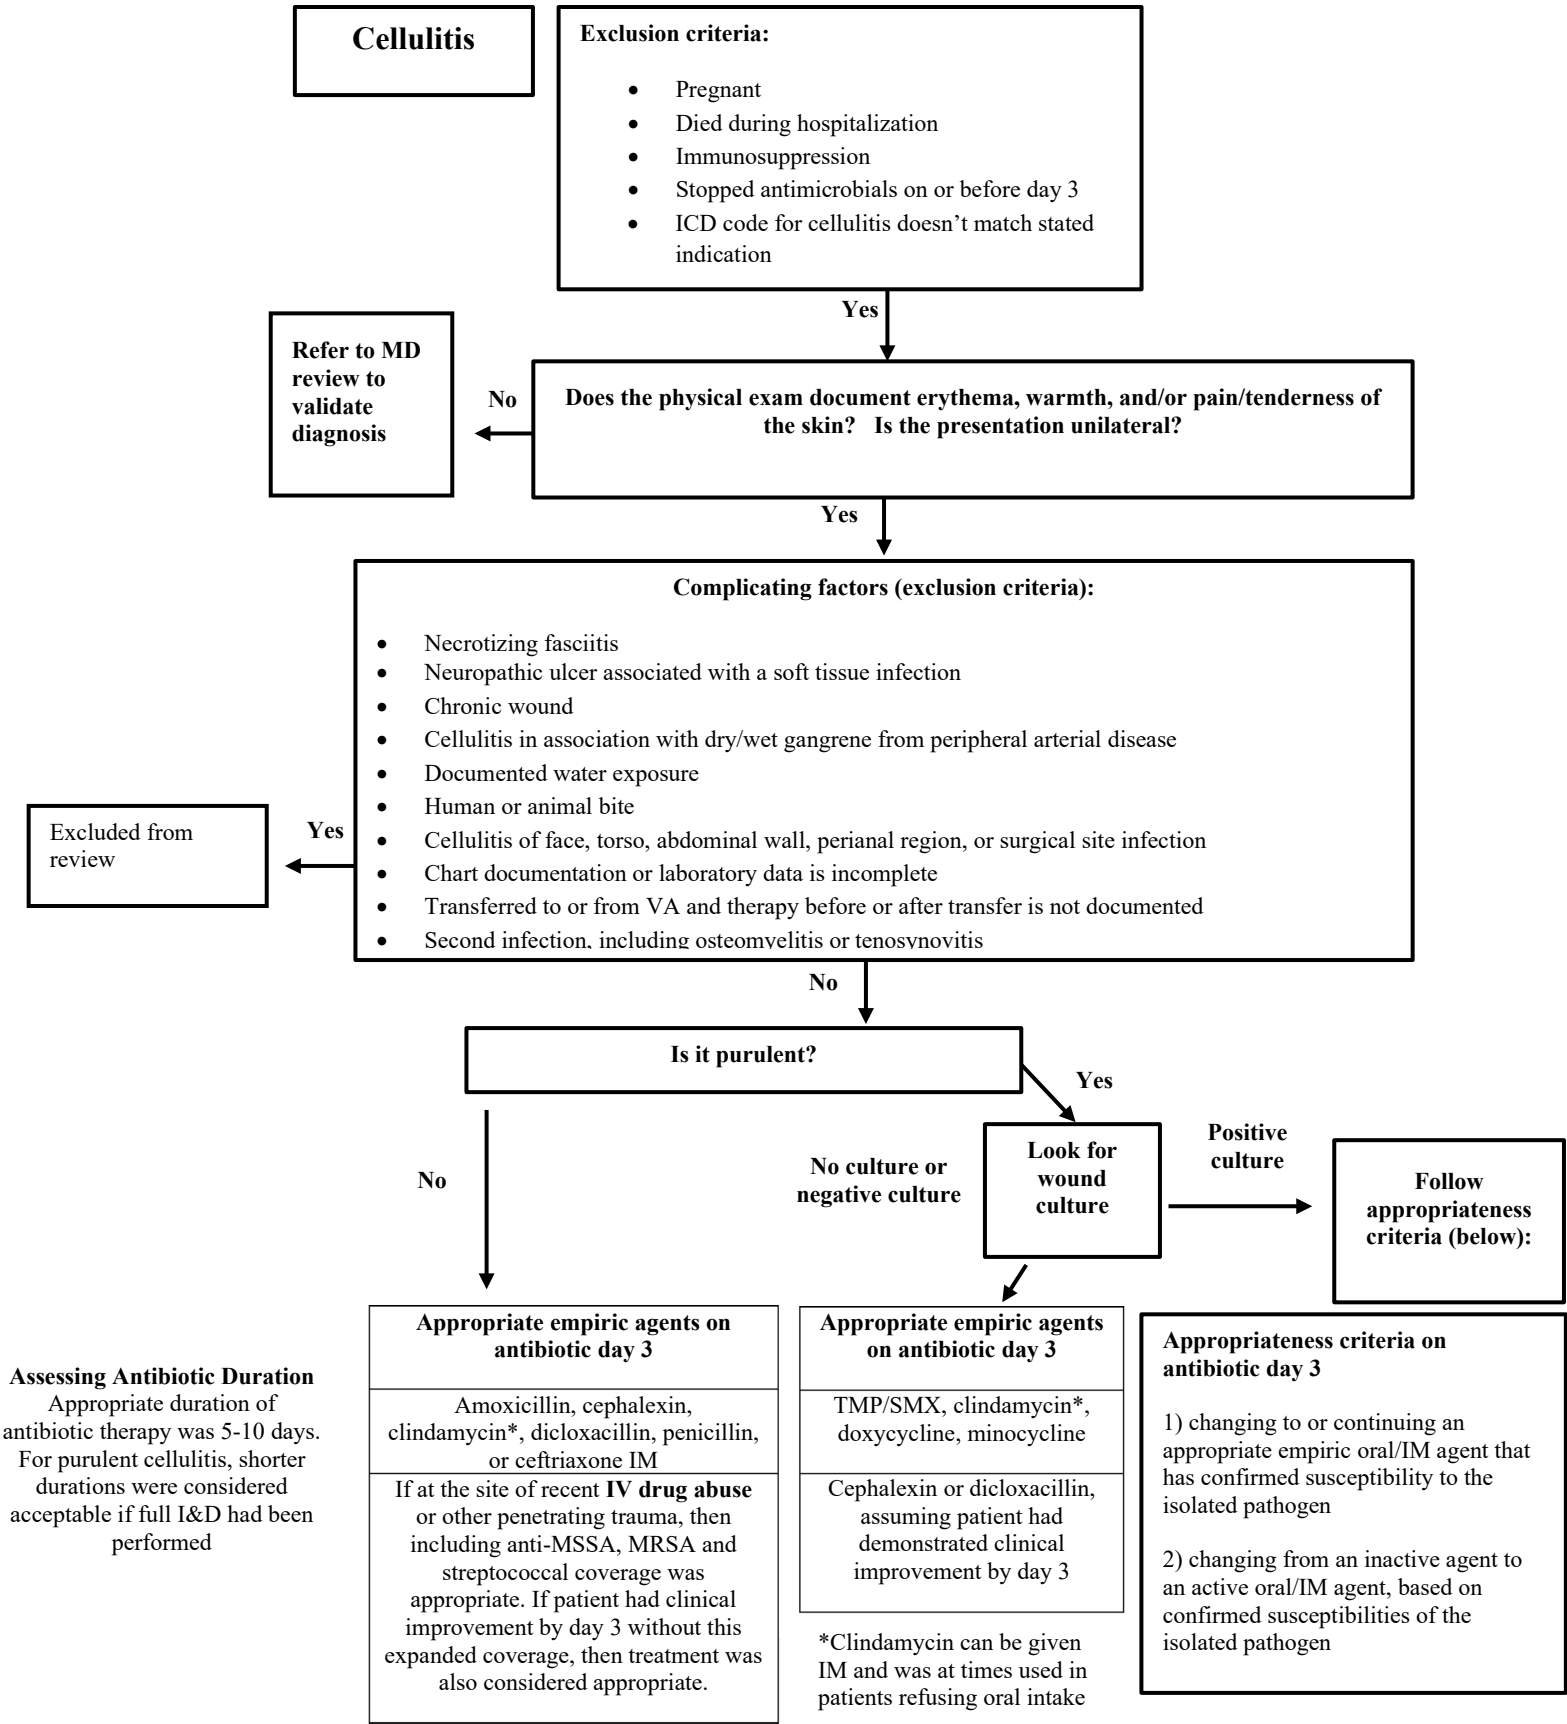 Cellulitis
Exclusion criteria:
• Pregnant
• Died during hospitalization
• Immunosuppression
• Stopped antimicrobials on or before day 3
• ICD code for cellulitis doesn’t match stated
indication
Yes
Refer to MD
review to
validate
diagnosis
No
Does the physical exam document erythema, warmth, and/or pain/tenderness of
the skin? Is the presentation unilateral?
Yes
Complicating factors (exclusion criteria):
• Necrotizing fasciitis
• Neuropathic ulcer associated with a soft tissue infection
• Chronic wound
• Cellulitis in association with dry/wet gangrene from peripheral arterial disease
• Documented water exposure
• Human or animal bite
• Cellulitis of face, torso, abdominal wall, perianal region, or surgical site infection
• Chart documentation or laboratory data is incomplete
• Transferred to or from VA and therapy before or after transfer is not documented
• Second infection, including osteomyelitis or tenosynovitis
Yes
Excluded from
review
No
Is it purulent?
Yes
No
Look for
wound
culture
No culture or
negative culture
Positive
culture
Follow
appropriateness
criteria (below):
Assessing Antibiotic Duration
Appropriate duration of
antibiotic therapy was 5-10 days.
For purulent cellulitis, shorter
durations were considered
acceptable if full I&D had been
performed
Appropriate empiric agents on
antibiotic day 3
Amoxicillin, cephalexin,
clindamycin*, dicloxacillin, penicillin,
or ceftriaxone IM
If at the site of recent IV drug abuse
or other penetrating trauma, then
including anti-MSSA, MRSA and
streptococcal coverage was
appropriate. If patient had clinical
improvement by day 3 without this
expanded coverage, then treatment was
also considered appropriate.
Appropriate empiric agents
on antibiotic day 3
TMP/SMX, clindamycin*,
doxycycline, minocycline
Cephalexin or dicloxacillin,
assuming patient had
demonstrated clinical
improvement by day 3
*Clindamycin can be given
IM and was at times used in
patients refusing oral intake
Appropriateness criteria on
antibiotic day 3
1) changing to or continuing an
appropriate empiric oral/IM agent that
has confirmed susceptibility to the
isolated pathogen
2) changing from an inactive agent to
an active oral/IM agent, based on
confirmed susceptibilities of the
isolated pathogen